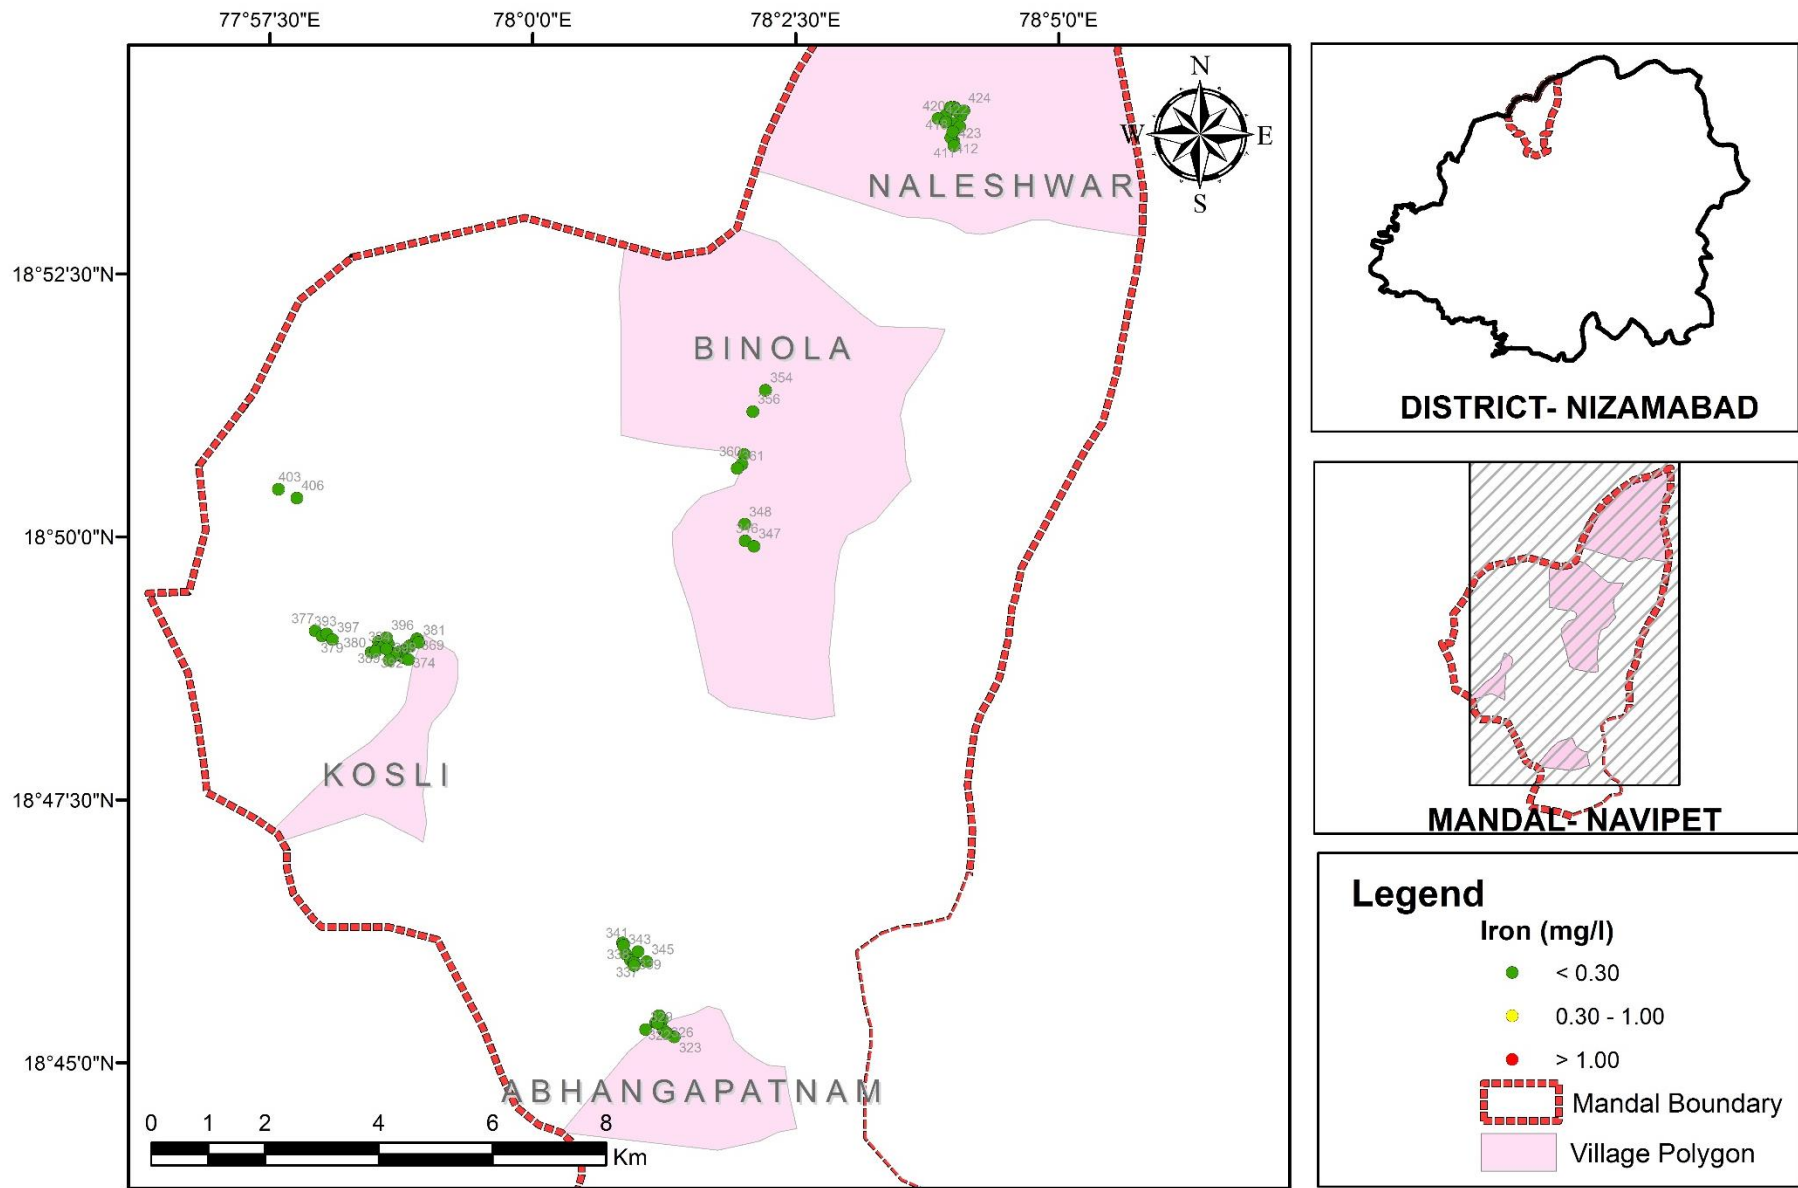 77°57'30"E 78°0'0"E 78°2'30"E 78°5'0"E
18°52'30"N
18°50'0"N
18°47'30"N
18°45'0"N
N
W E
S
420 424
423
411 412
NALESHWAR
BINOLA
354
356
360
348
347
403
406
377 393 397
379 380
396 381
369
374
KOSLI
341 343
345
338
337
326
323
ABHANGAPATNAM
0 1 2 4 6 8
Km
DISTRICT- NIZAMABAD
MANDAL- NAVIPET
Legend
Iron (mg/l)
< 0.30
0.30 - 1.00
> 1.00
Mandal Boundary
Village Polygon